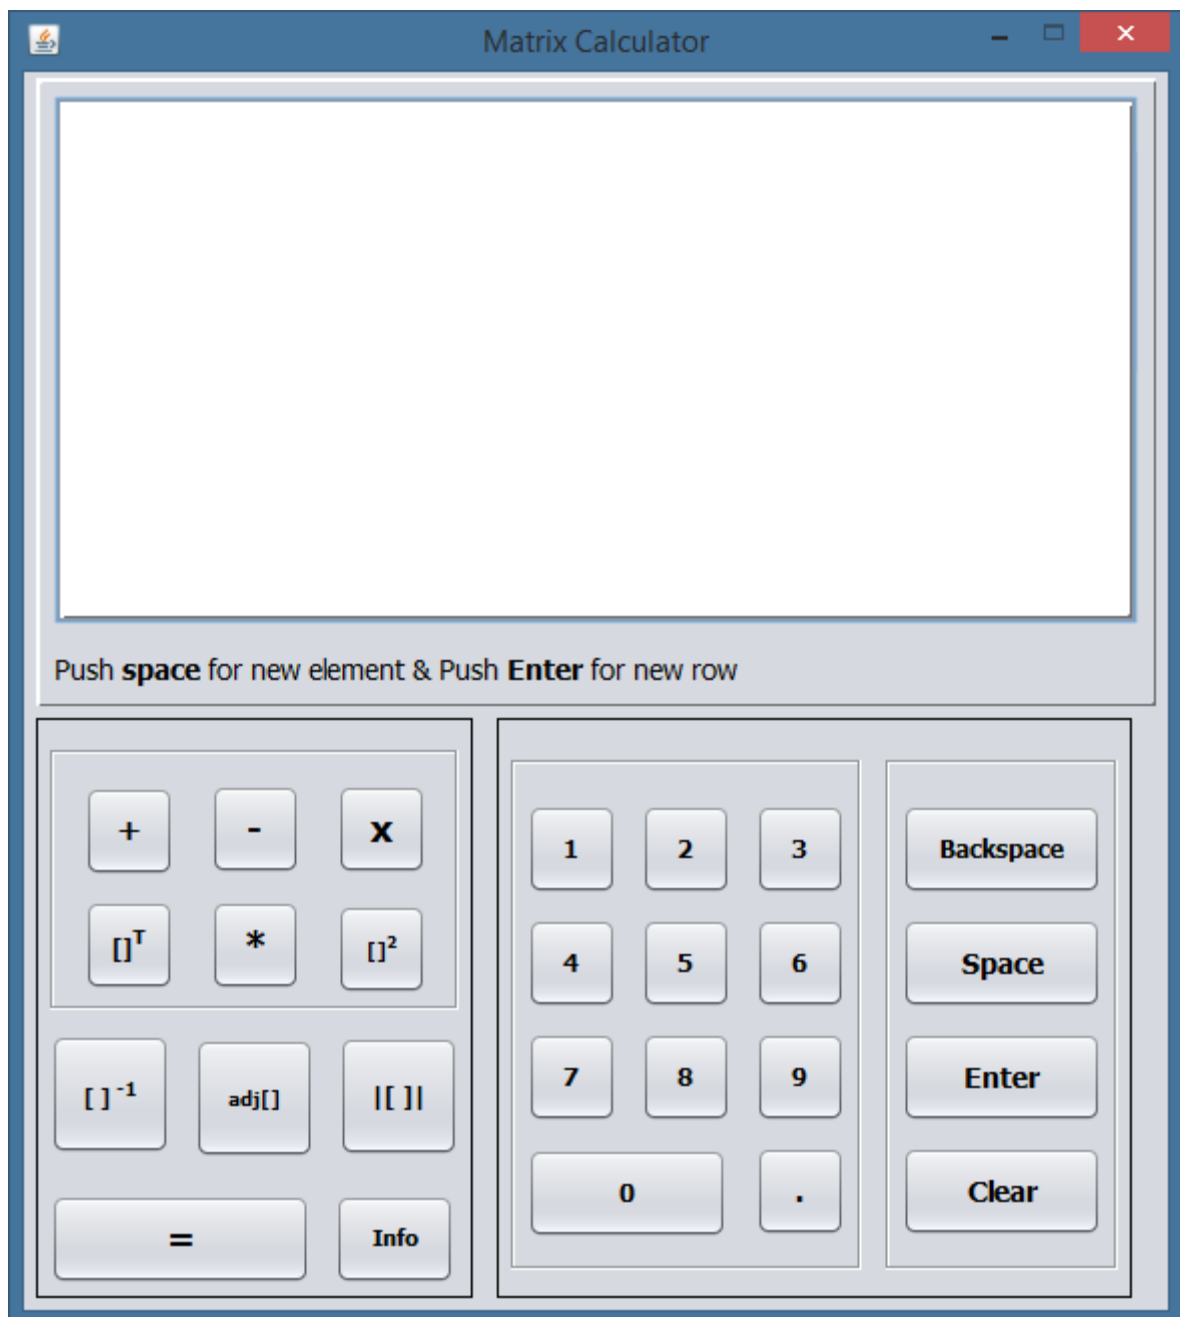 Matrix Calculator
Push space for new element & Push Enter for new row
+ - x
[]ᵀ * []²
[ ]⁻¹ adj[] |[ ]|
= Info
1 2 3 Backspace
4 5 6 Space
7 8 9 Enter
0 . Clear